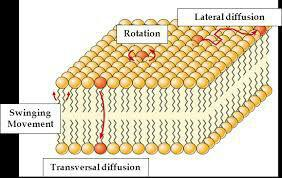 Lateral diffusion
Rotation
Swinging
Movement
Transversal diffusion